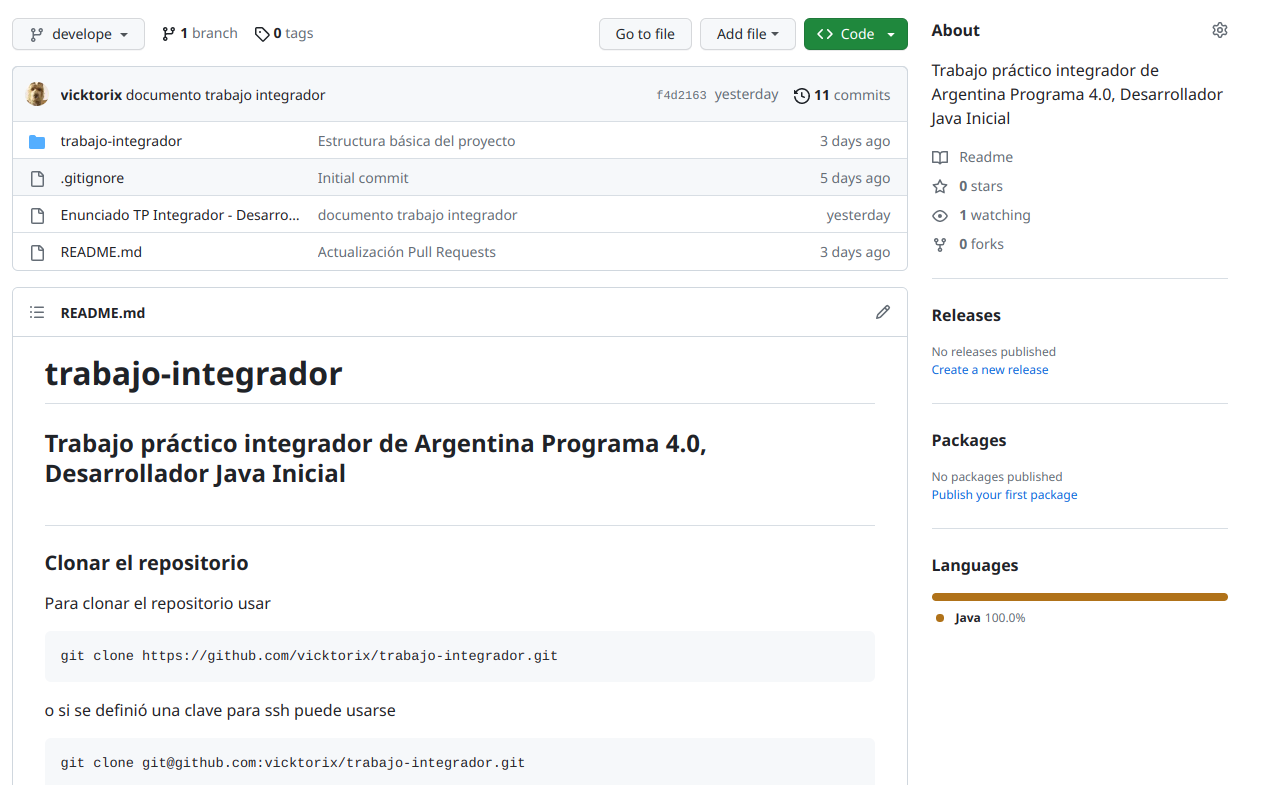 develope
1 branch
0 tags
Go to file
Add file
Code
vicktorix documento trabajo integrador
f4d2163 yesterday
11 commits
trabajo-integrador
Estructura básica del proyecto
3 days ago
.gitignore
Initial commit
5 days ago
Enunciado TP Integrador - Desarro...
documento trabajo integrador
yesterday
README.md
Actualización Pull Requests
3 days ago
README.md
trabajo-integrador
Trabajo práctico integrador de Argentina Programa 4.0,
Desarrollador Java Inicial
Clonar el repositorio
Para clonar el repositorio usar
git clone https://github.com/vicktorix/trabajo-integrador.git
o si se definió una clave para ssh puede usarse
git clone git@github.com:vicktorix/trabajo-integrador.git
About
Trabajo práctico integrador de
Argentina Programa 4.0, Desarrollador
Java Inicial
Readme
0 stars
1 watching
0 forks
Releases
No releases published
Create a new release
Packages
No packages published
Publish your first package
Languages
Java 100.0%